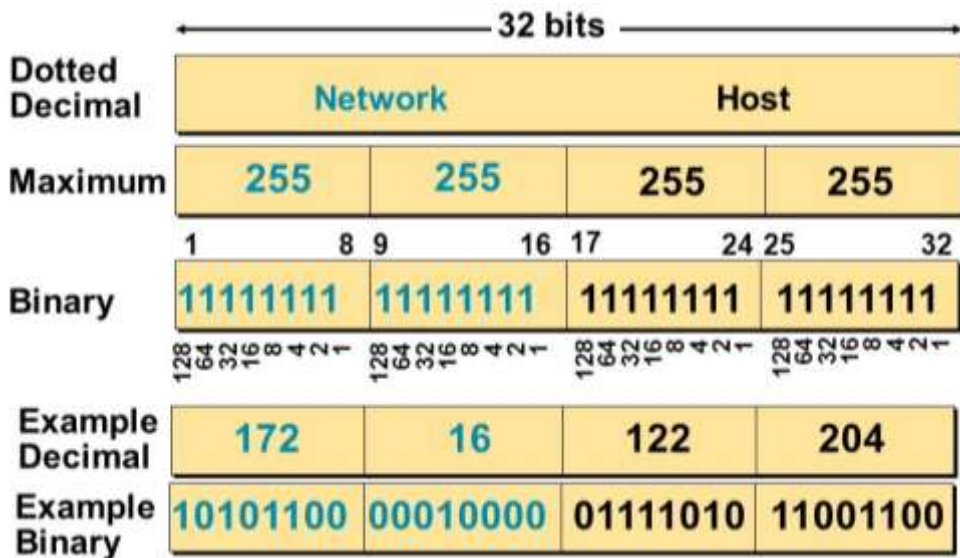 32 bits
Dotted Decimal
Network Host
Maximum 255 255 255 255
1 8 9 16 17 24 25 32
Binary 11111111 11111111 11111111 11111111
128 64 32 16 8 4 2 1 128 64 32 16 8 4 2 1 128 64 32 16 8 4 2 1 128 64 32 16 8 4 2 1
Example Decimal 172 16 122 204
Example Binary 10101100 00010000 01111010 11001100